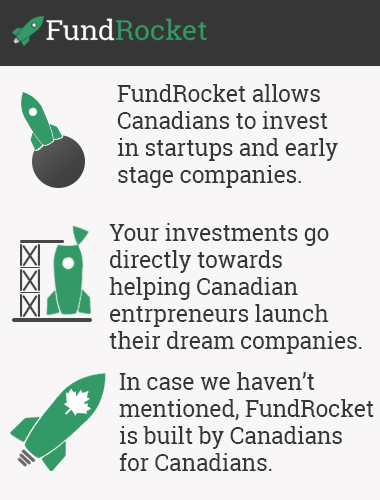 FundRocket
FundRocket allows
Canadians to invest
in startups and early
stage companies.
Your investments go
directly towards
helping Canadian
entrpreneurs launch
their dream companies.
In case we haven't
mentioned, FundRocket
is built by Canadians
for Canadians.